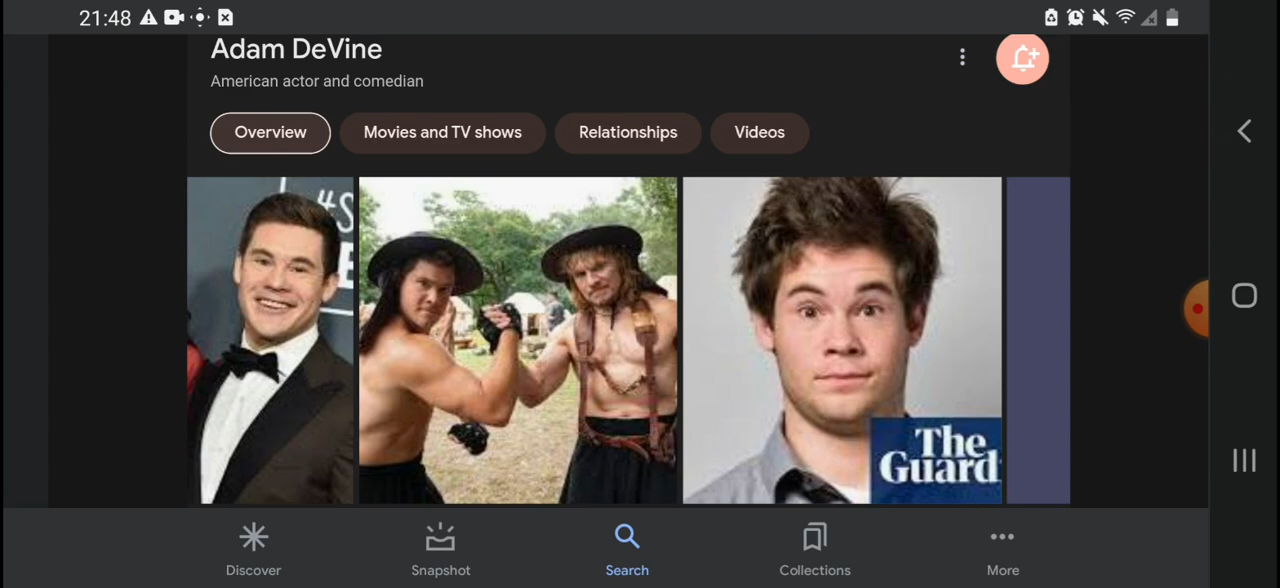 21:48
Adam DeVine
American actor and comedian
Overview Movies and TV shows Relationships Videos
#S
E
The
Guard
Discover Snapshot Search Collections More